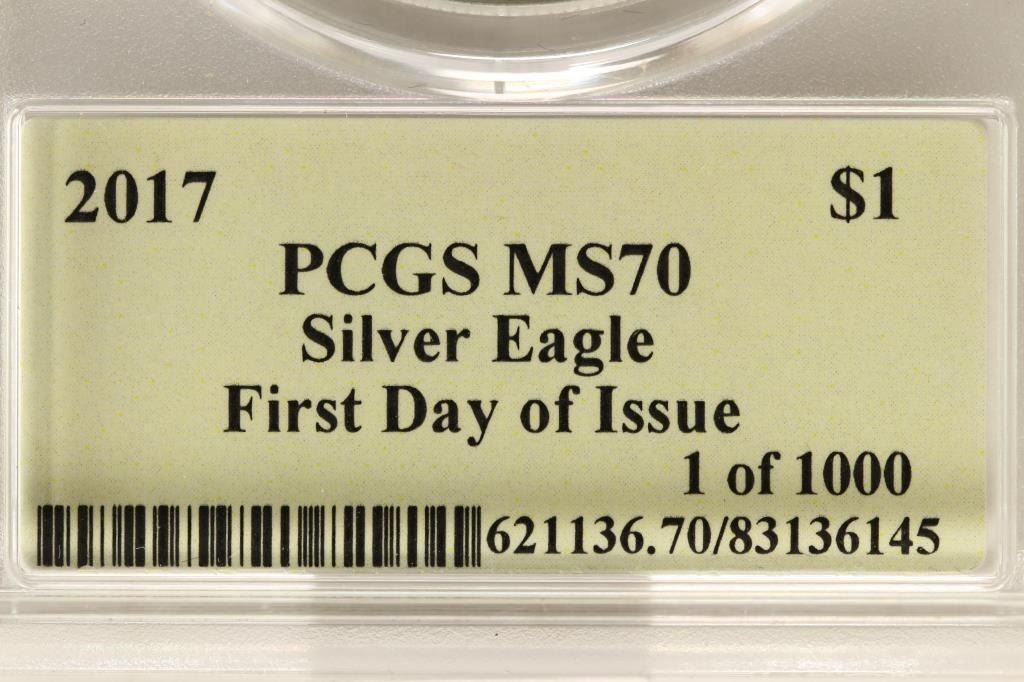 2017 $1
PCGS MS70
Silver Eagle
First Day of Issue
1 of 1000
621136.70/83136145